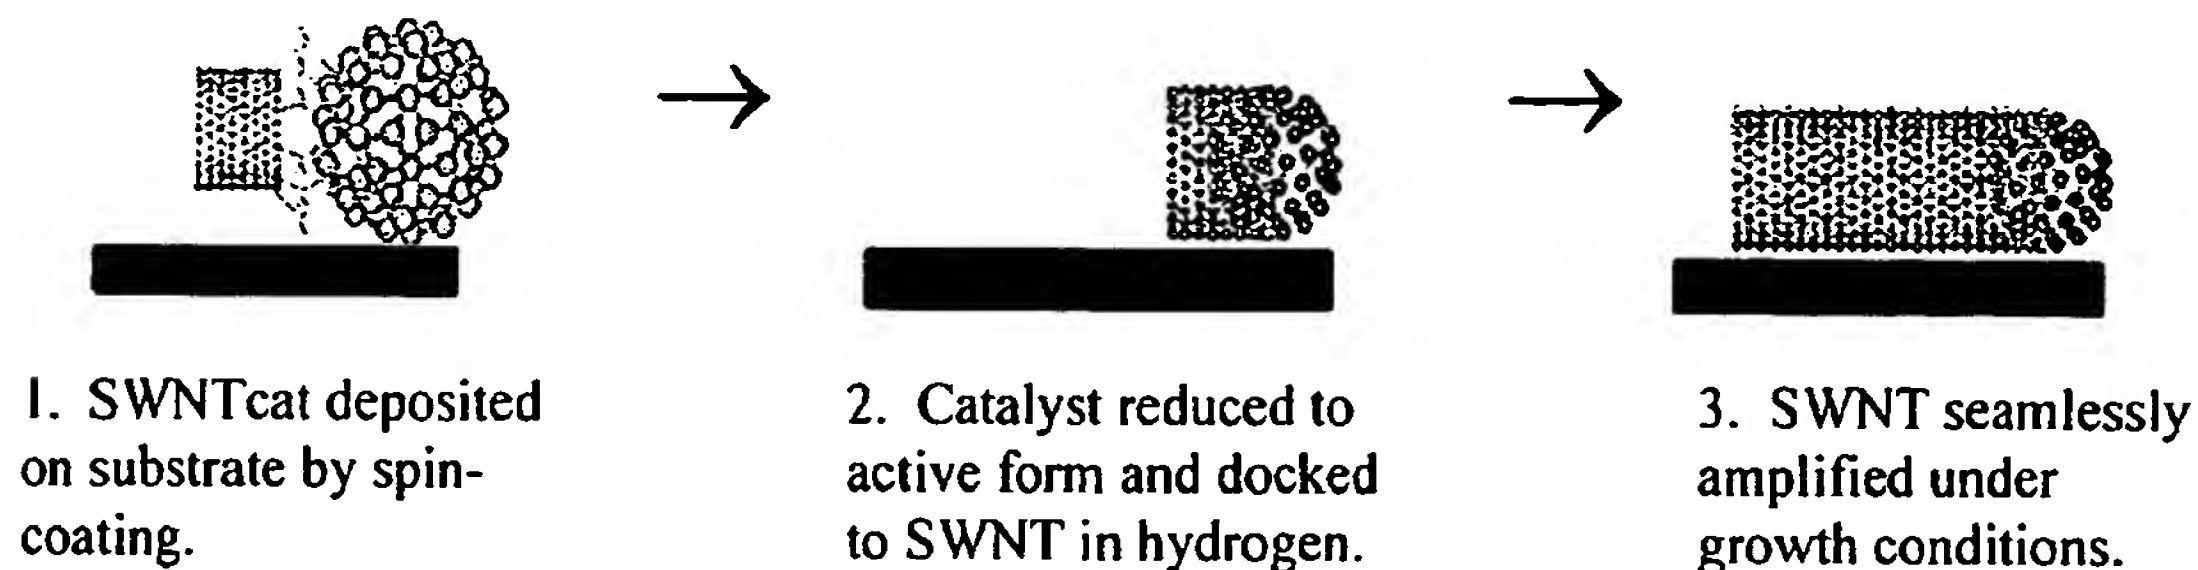 1. SWNTcat deposited
on substrate by spin-
coating.
2. Catalyst reduced to
active form and docked
to SWNT in hydrogen.
3. SWNT seamlessly
amplified under
growth conditions.